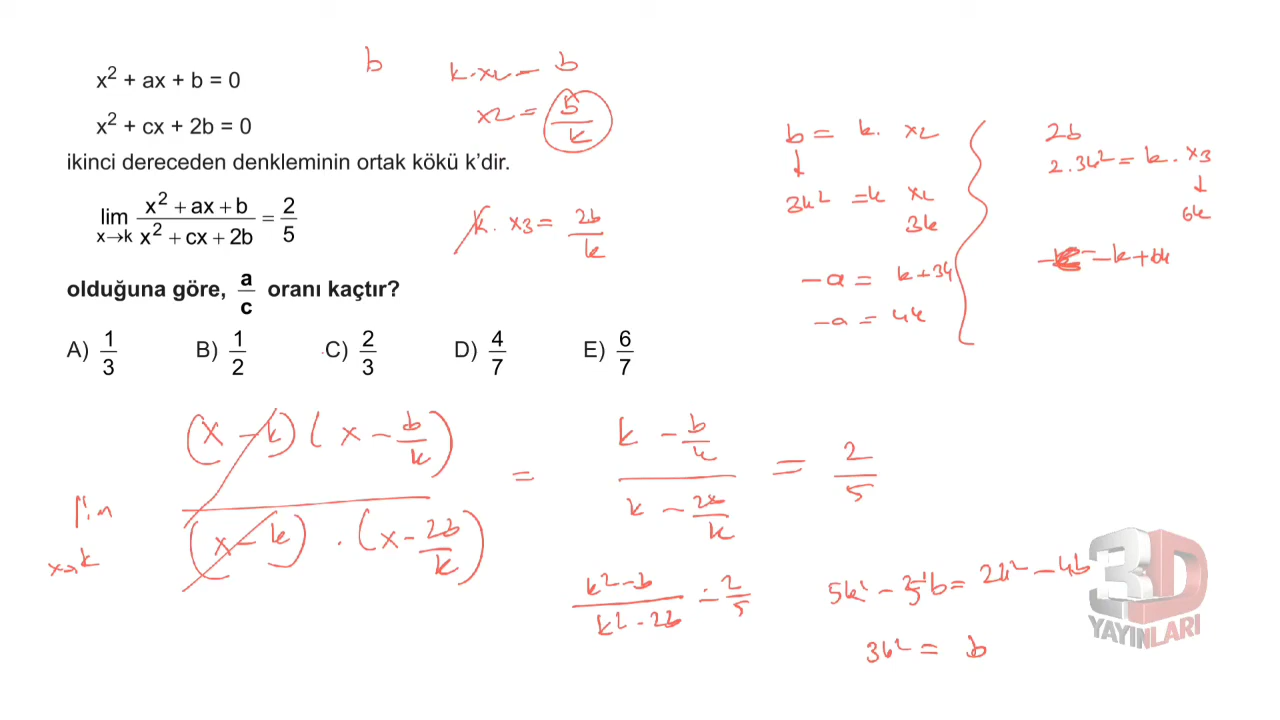 x² + ax + b = 0
x² + cx + 2b = 0
ikinci dereceden denkleminin ortak kökü k'dir.
lim x→k (x² + ax + b)/(x² + cx + 2b) = 2/5
olduğuna göre, a/c oranı kaçtır?
A) 1/3 B) 1/2 C) 2/3 D) 4/7 E) 6/7
b
k·x2 = b
x2 = 5/k
k·x3 = 2b/k
b = k. x2
↓
3k² = k x2
3k
-a = k+3k
-a = 4k
2b
2.3k² = k. x3
↓
6k
-k+6k
lim x→k (x-k)(x - b/k) / (x-k)·(x - 2b/k) = (k - b/k)/(k - 2b/k) = 2/5
(k²-b)/(k²-2b) = 2/5
= 2k² - 4b
3k² = b
3D
YAYINLARI